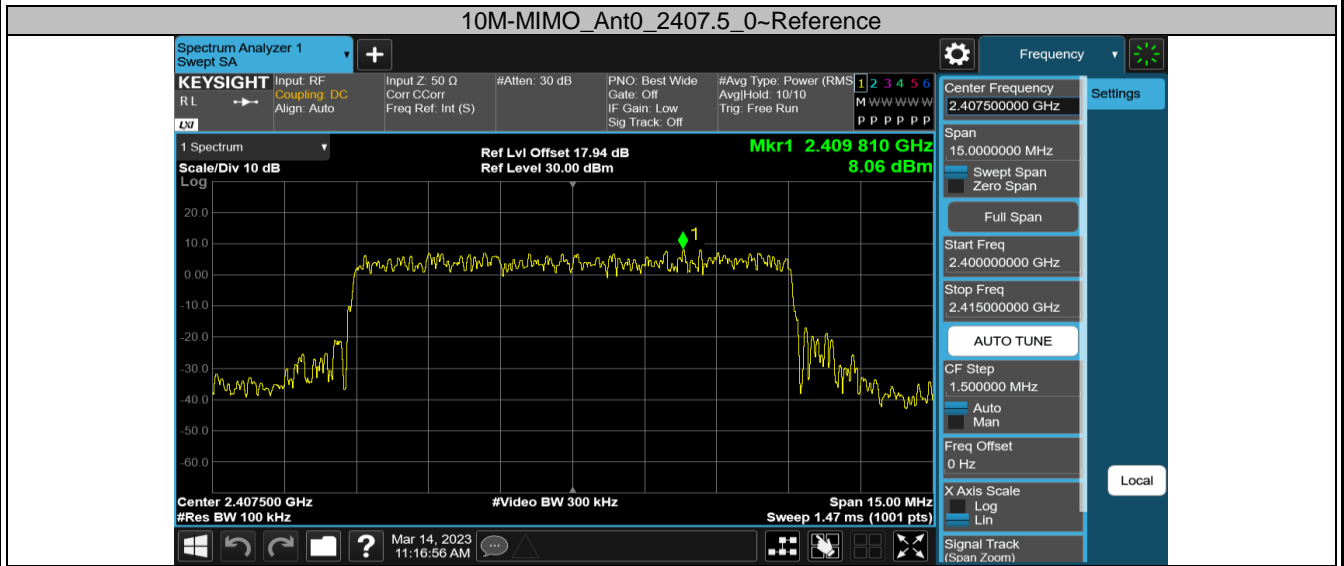 10M-MIMO_Ant0_2407.5_0~Reference
Spectrum Analyzer 1
Swept SA
+
Frequency
KEYSIGHT
RL
LXI
Input: RF
Coupling: DC
Align: Auto
Input Z: 50 Ω
Corr CCorr
Freq Ref: Int (S)
#Atten: 30 dB
PNO: Best Wide
Gate: Off
IF Gain: Low
Sig Track: Off
#Avg Type: Power (RMS
Avg|Hold: 10/10
Trig: Free Run
1 2 3 4 5 6
M W W W W W
P P P P P P
1 Spectrum
Scale/Div 10 dB
Log
Ref Lvl Offset 17.94 dB
Ref Level 30.00 dBm
Mkr1 2.409 810 GHz
8.06 dBm
20.0
10.0
0.00
-10.0
-20.0
-30.0
-40.0
-50.0
-60.0
1
Center 2.407500 GHz
#Res BW 100 kHz
#Video BW 300 kHz
Span 15.00 MHz
Sweep 1.47 ms (1001 pts)
Center Frequency
2.407500000 GHz
Span
15.0000000 MHz
Swept Span
Zero Span
Full Span
Start Freq
2.400000000 GHz
Stop Freq
2.415000000 GHz
AUTO TUNE
CF Step
1.500000 MHz
Auto
Man
Freq Offset
0 Hz
X Axis Scale
Log
Lin
Signal Track
(Span Zoom)
Settings
Local
?
Mar 14, 2023
11:16:56 AM